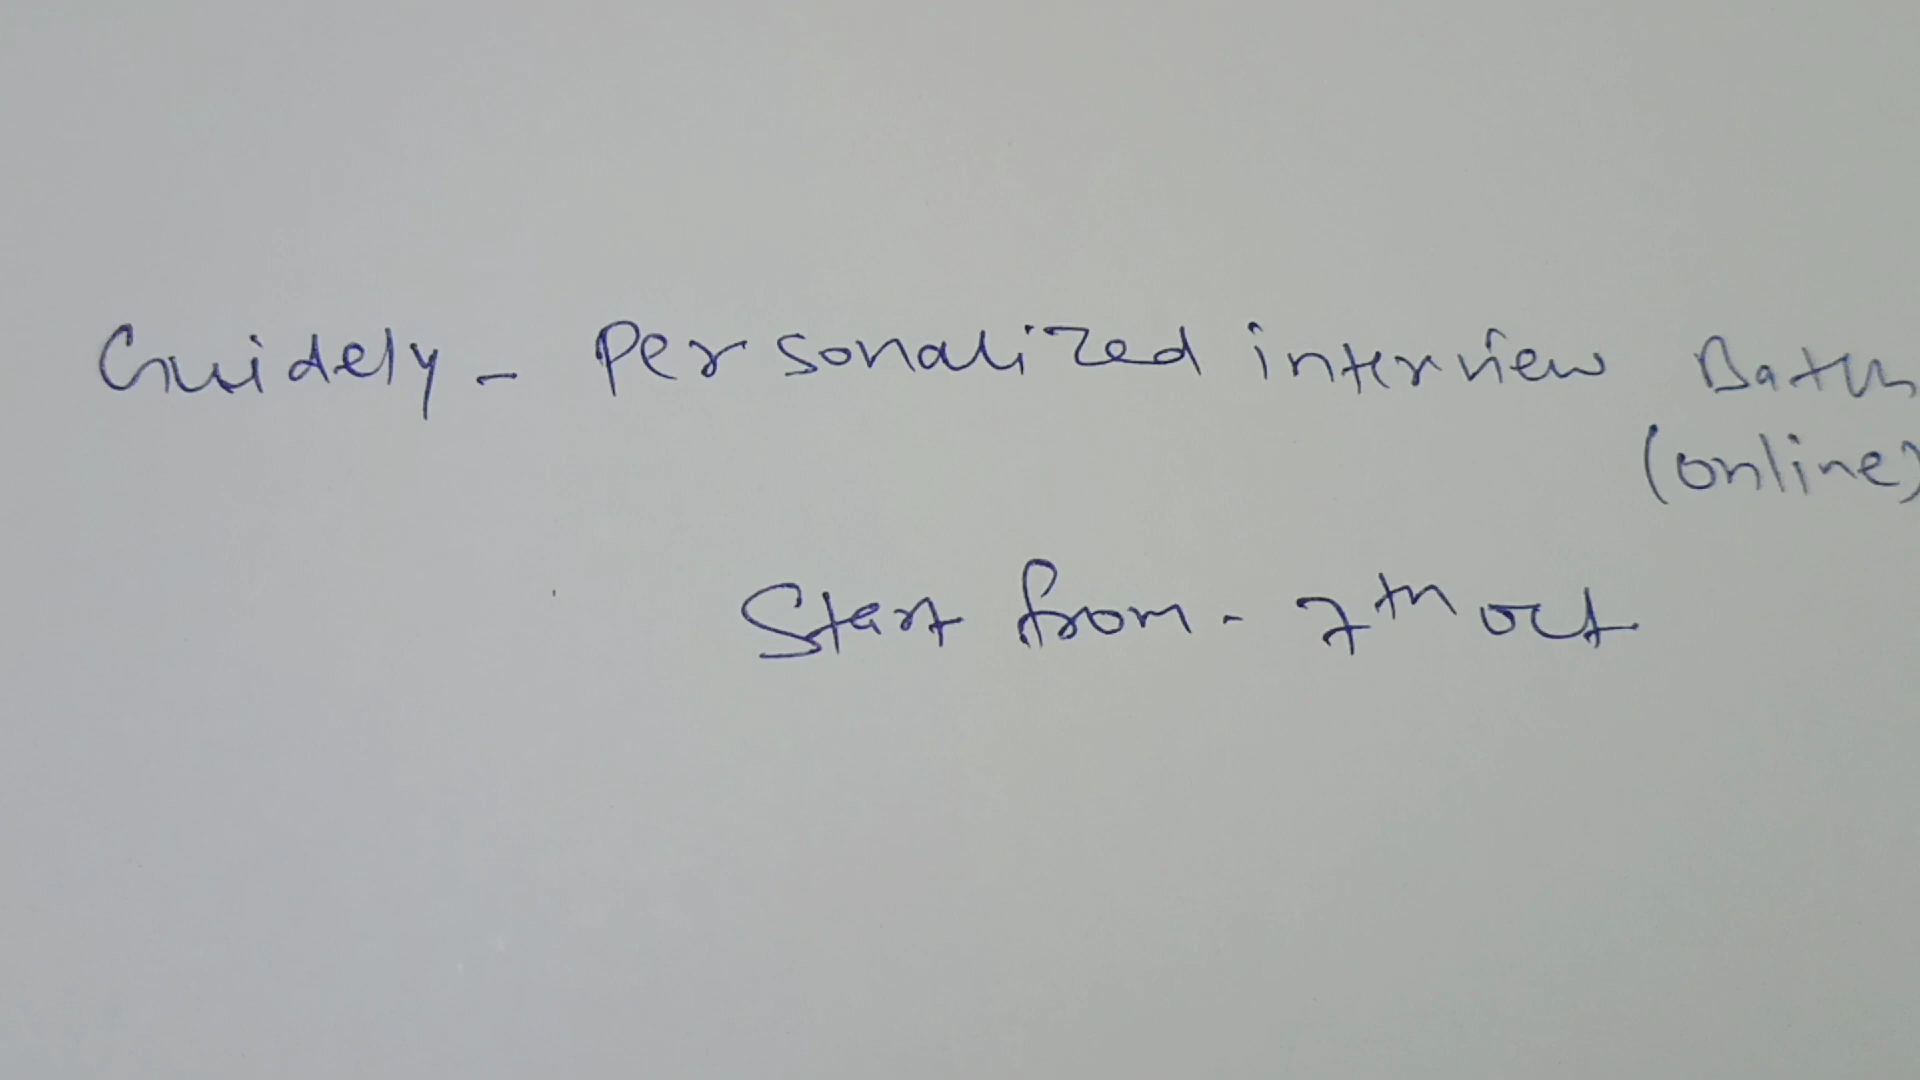 Guidely - Personalized interview Batch
(online)
Start from - 7th oct